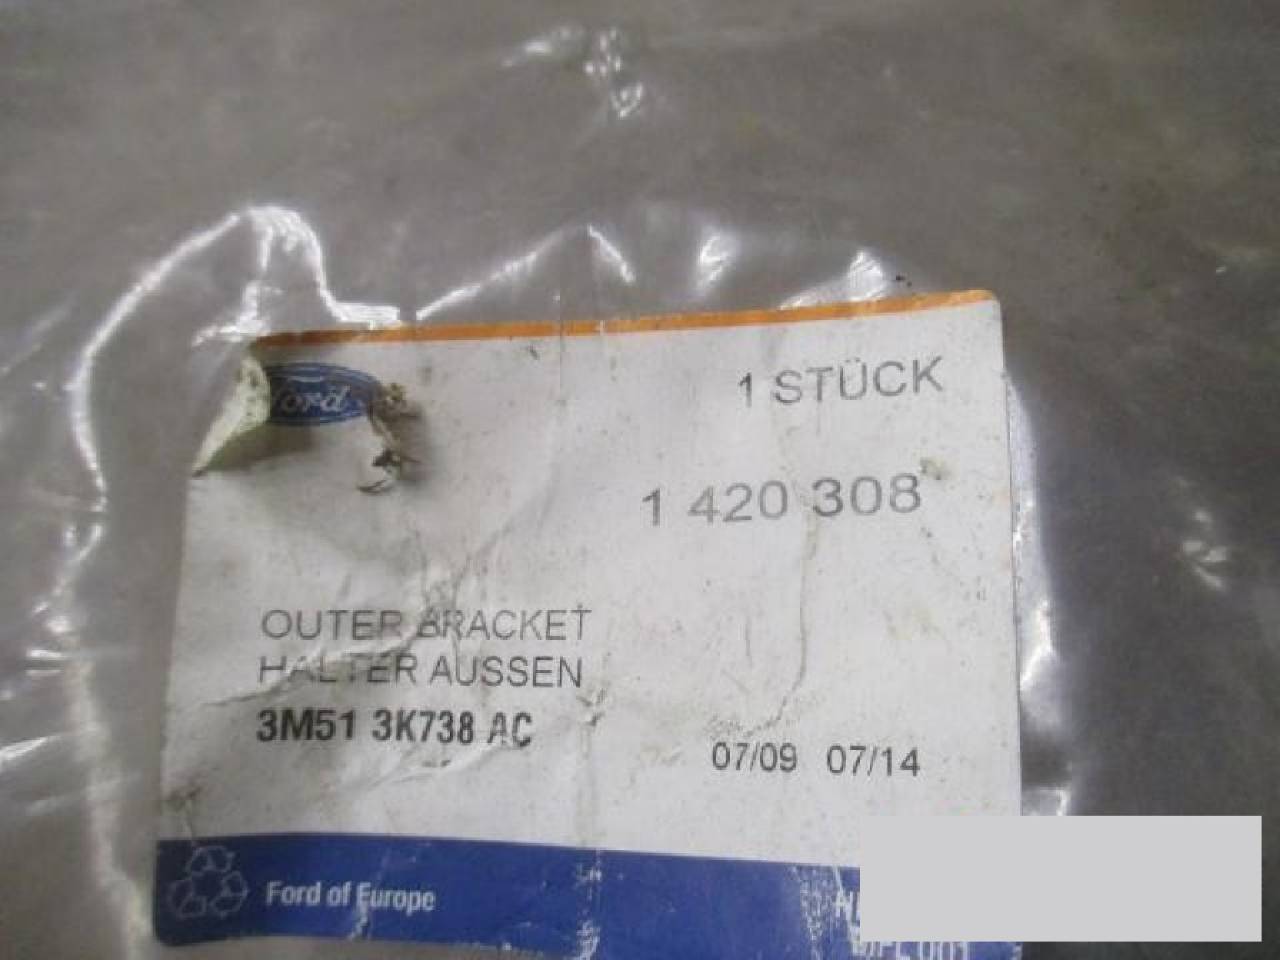 Ford
1 STÜCK
1 420 308
OUTER BRACKET
HALTER AUSSEN
3M51 3K738 AC
07/09 07/14
Ford of Europe